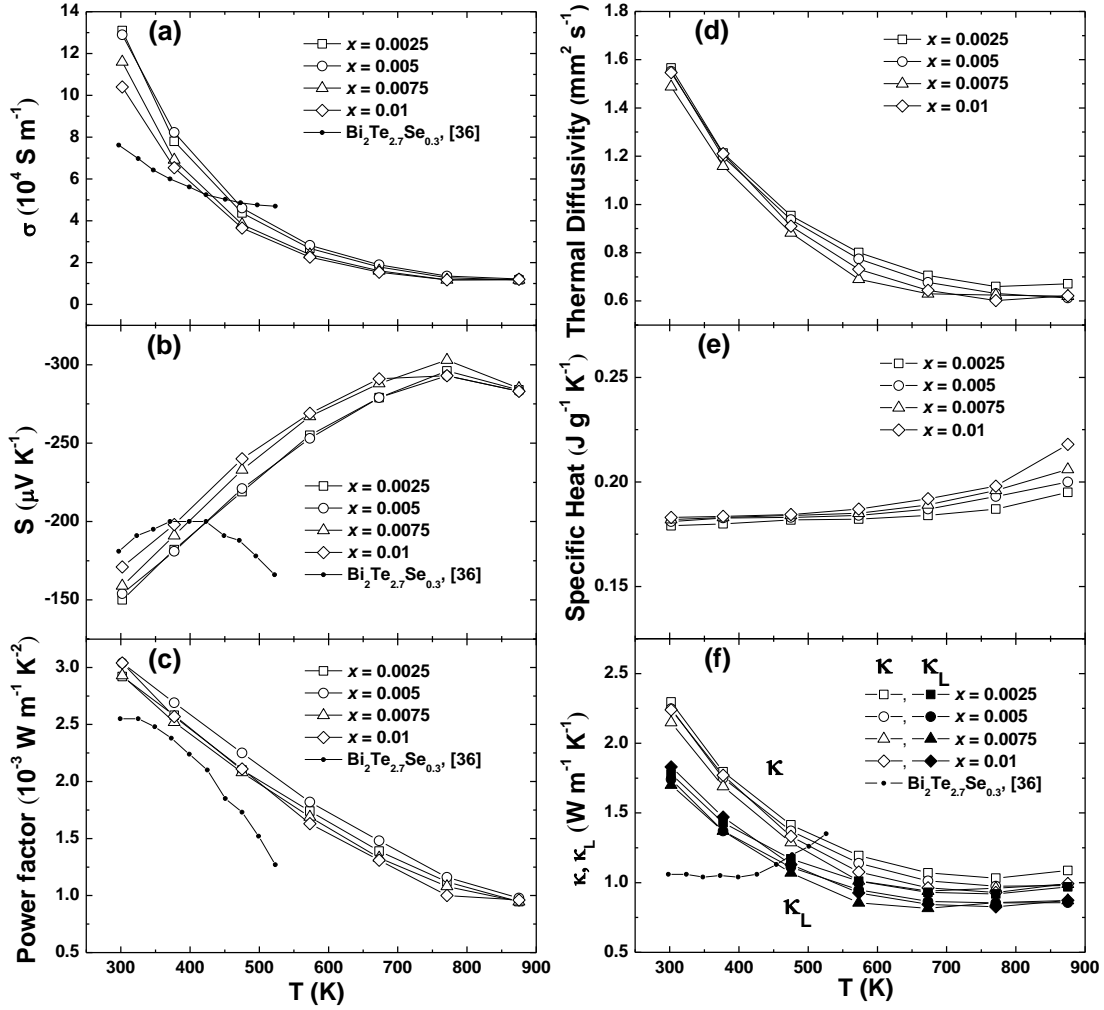 (a)
14
12
10
8
6
4
2
0
σ (10⁴ S m⁻¹)
x = 0.0025
x = 0.005
x = 0.0075
x = 0.01
Bi₂Te₂.₇Se₀.₃, [36]
(b)
-300
-250
-200
-150
S (μV K⁻¹)
x = 0.0025
x = 0.005
x = 0.0075
x = 0.01
Bi₂Te₂.₇Se₀.₃, [36]
(c)
3.0
2.5
2.0
1.5
1.0
0.5
Power factor (10⁻³ W m⁻¹ K⁻²)
x = 0.0025
x = 0.005
x = 0.0075
x = 0.01
Bi₂Te₂.₇Se₀.₃, [36]
300 400 500 600 700 800 900
T (K)
(d)
1.8
1.6
1.4
1.2
1.0
0.8
0.6
Thermal Diffusivity (mm² s⁻¹)
x = 0.0025
x = 0.005
x = 0.0075
x = 0.01
(e)
0.25
0.20
0.15
Specific Heat (J g⁻¹ K⁻¹)
x = 0.0025
x = 0.005
x = 0.0075
x = 0.01
(f)
2.5
2.0
1.5
1.0
0.5
κ, κL (W m⁻¹ K⁻¹)
κ κL
, x = 0.0025
, x = 0.005
, x = 0.0075
, x = 0.01
Bi₂Te₂.₇Se₀.₃, [36]
κ
κL
300 400 500 600 700 800 900
T (K)